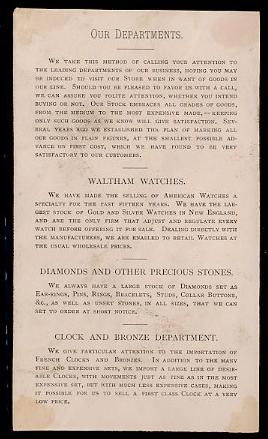 Our Departments.
We take this method of calling your attention to
the leading departments of our business, hoping you may
be induced to visit our Store when in want of goods in
our line. Should you be pleased to favor us with a call,
we can assure you polite attention, whether you intend
buying or not. Our Stock embraces all grades of goods,
from the medium to the most expensive made,—keeping
only such goods as we know will give satisfaction. Sev-
eral years ago we established the plan of marking all
our goods in plain figures, at the smallest possible ad-
vance on first cost, which we have found to be very
satisfactory to our customers.
WALTHAM WATCHES.
We have made the selling of American Watches a
specialty for the past fifteen years. We have the lar-
gest stock of Gold and Silver Watches in New England,
and are the only firm that adjust and regulate every
watch before offering it for sale. Dealing directly with
the manufacturers, we are enabled to retail Watches at
the usual wholesale prices.
DIAMONDS AND OTHER PRECIOUS STONES.
We always have a large stock of Diamonds set as
Ear-rings, Pins, Rings, Bracelets, Studs, Collar Buttons,
&c., as well as unset stones, in all sizes, that we can
set to order at short notice.
CLOCK AND BRONZE DEPARTMENT.
We give particular attention to the importation of
French Clocks and Bronzes. In addition to the many
fine and expensive sets, we import a large line of desir-
able Clocks, with movements just as fine as in the most
expensive set, but with much less expensive cases, making
it possible for us to sell a first class Clock at a very
low price.